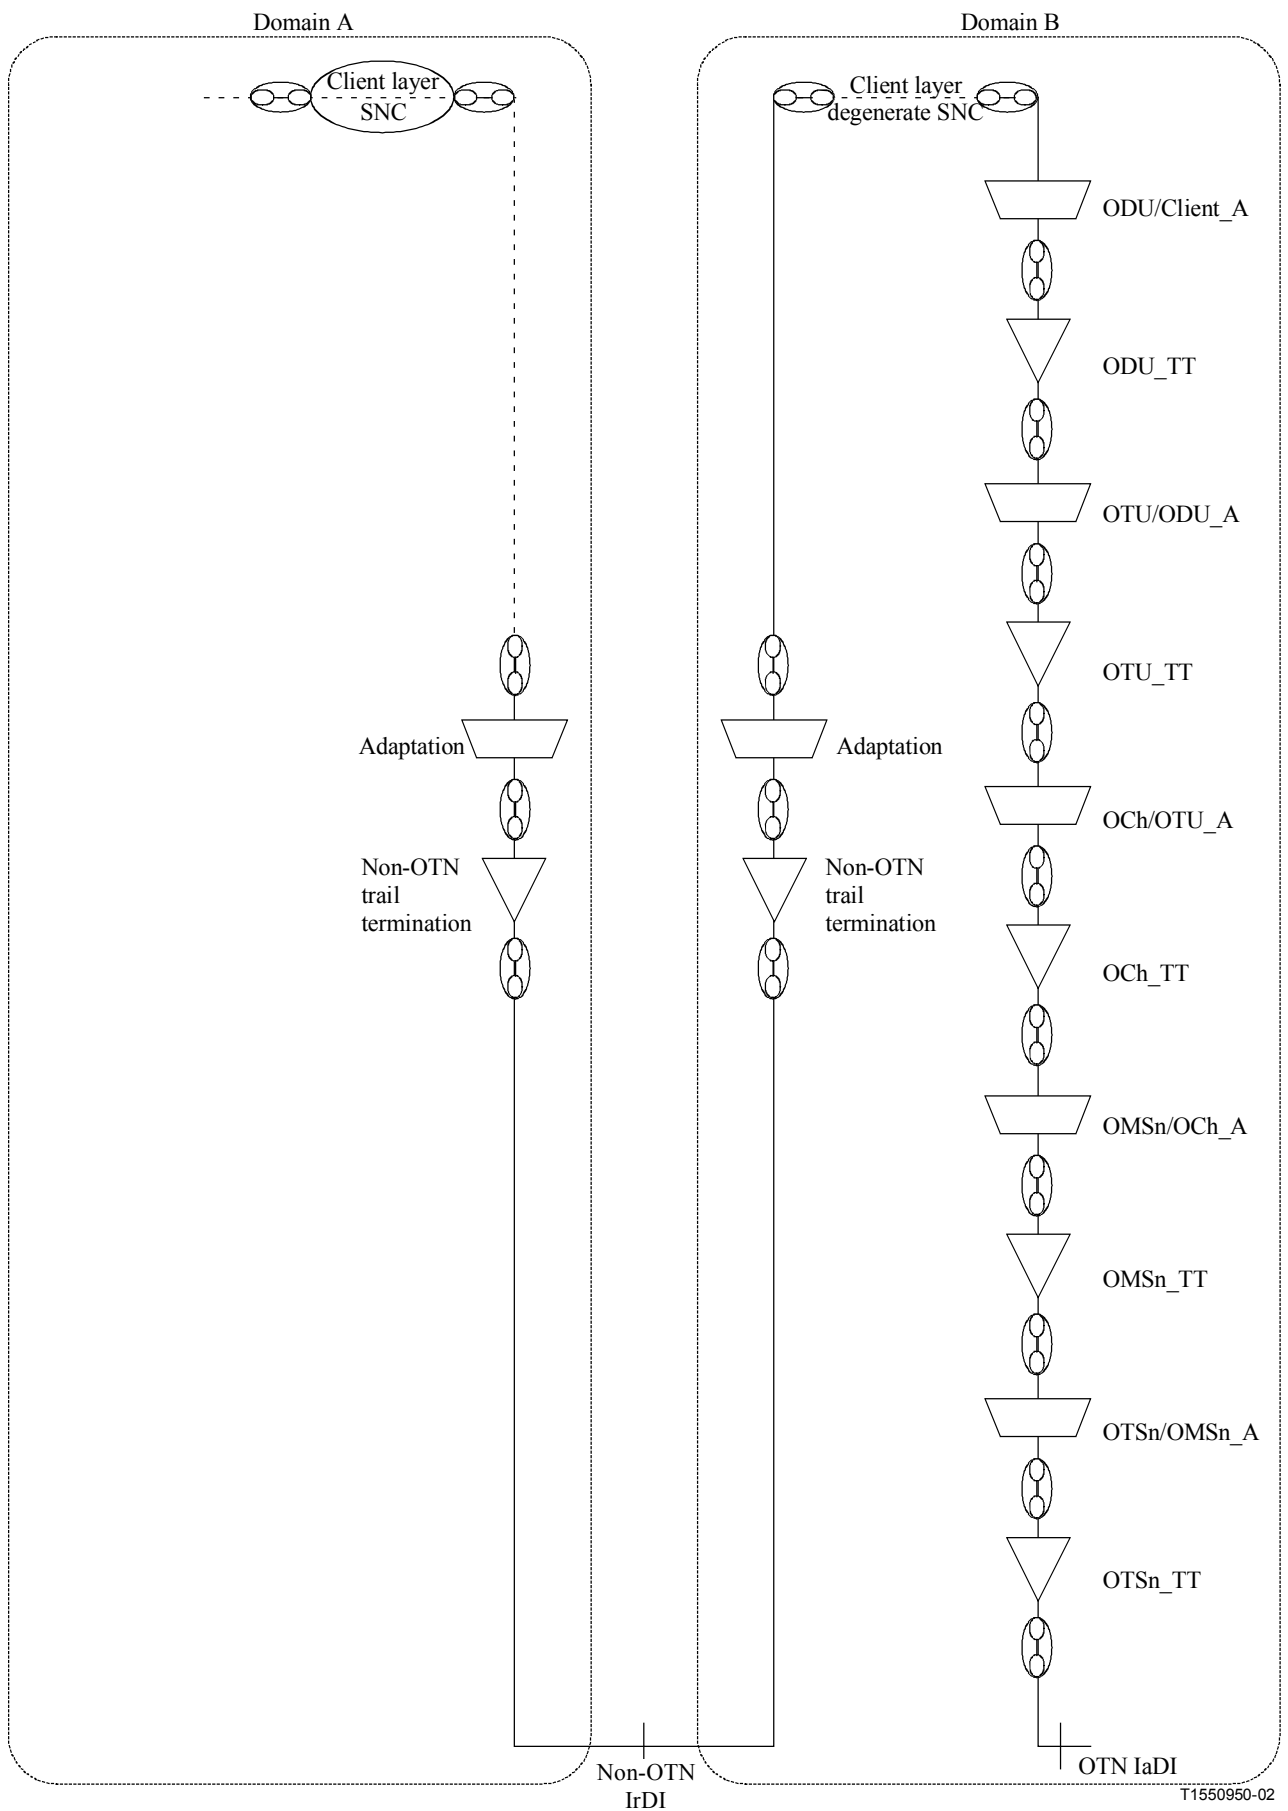 Domain A
Domain B
Client layer
SNC
Client layer
degenerate SNC
ODU/Client_A
ODU_TT
OTU/ODU_A
OTU_TT
Adaptation
Adaptation
OCh/OTU_A
Non-OTN
trail
termination
Non-OTN
trail
termination
OCh_TT
OMSn/OCh_A
OMSn_TT
OTSn/OMSn_A
OTSn_TT
Non-OTN
IrDI
OTN IaDI
T1550950-02